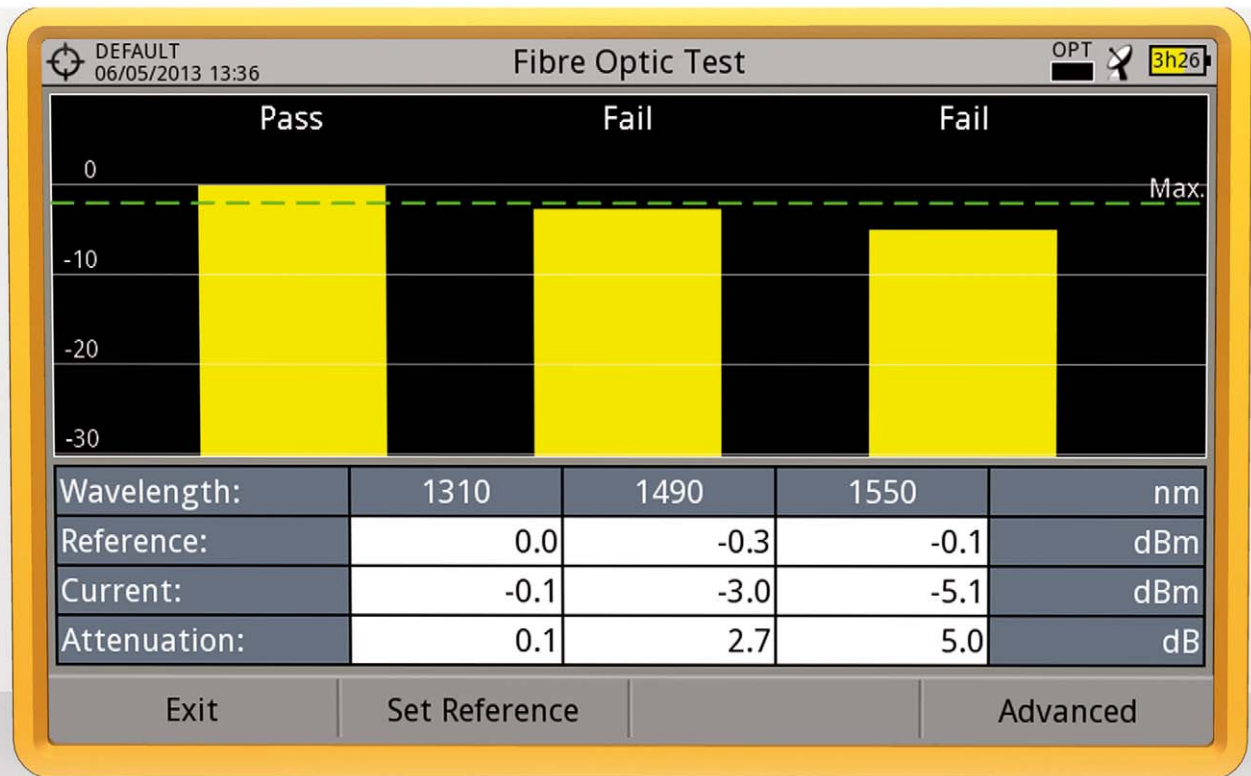 DEFAULT
06/05/2013 13:36
Fibre Optic Test
OPT
3h26
Pass Fail Fail
0
Max.
-10
-20
-30
Wavelength: 1310 1490 1550 nm
Reference: 0.0 -0.3 -0.1 dBm
Current: -0.1 -3.0 -5.1 dBm
Attenuation: 0.1 2.7 5.0 dB
Exit Set Reference Advanced